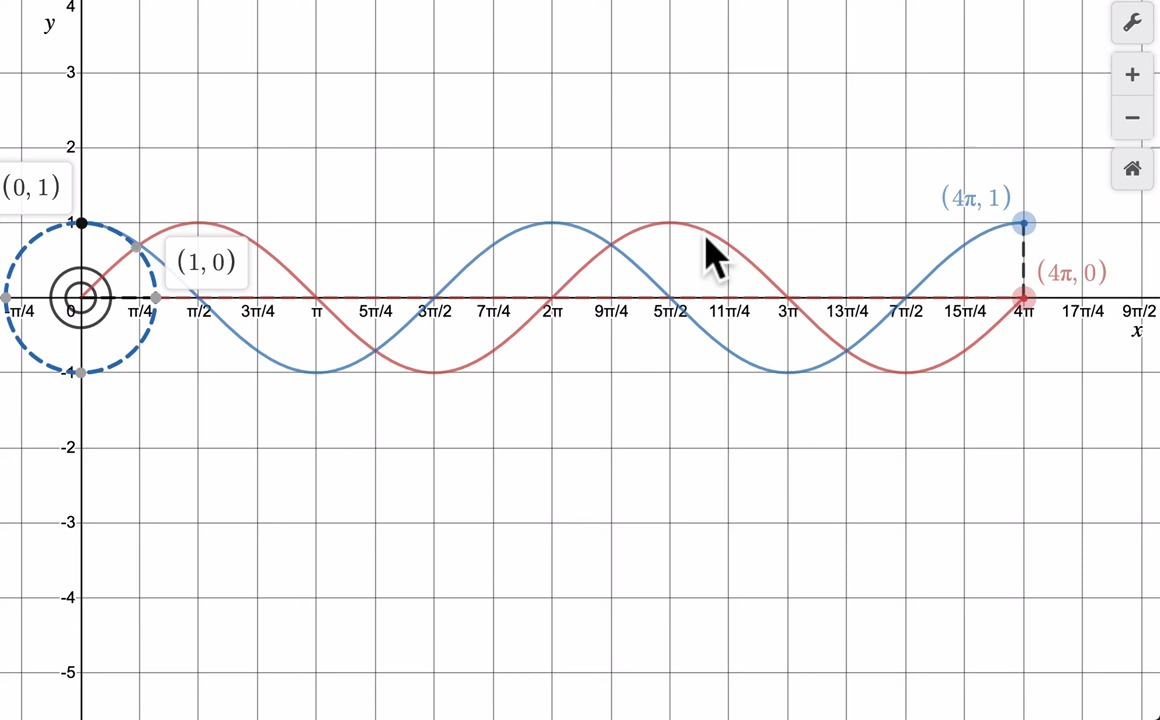 4
y
3
2
(0, 1)
(4π, 1)
1
(1, 0)
(4π, 0)
π/4
0
π/4
π/2
3π/4
π
5π/4
3π/2
7π/4
2π
9π/4
5π/2
11π/4
3π
13π/4
7π/2
15π/4
4π
17π/4
9π/2
x
-1
-2
-3
-4
-5